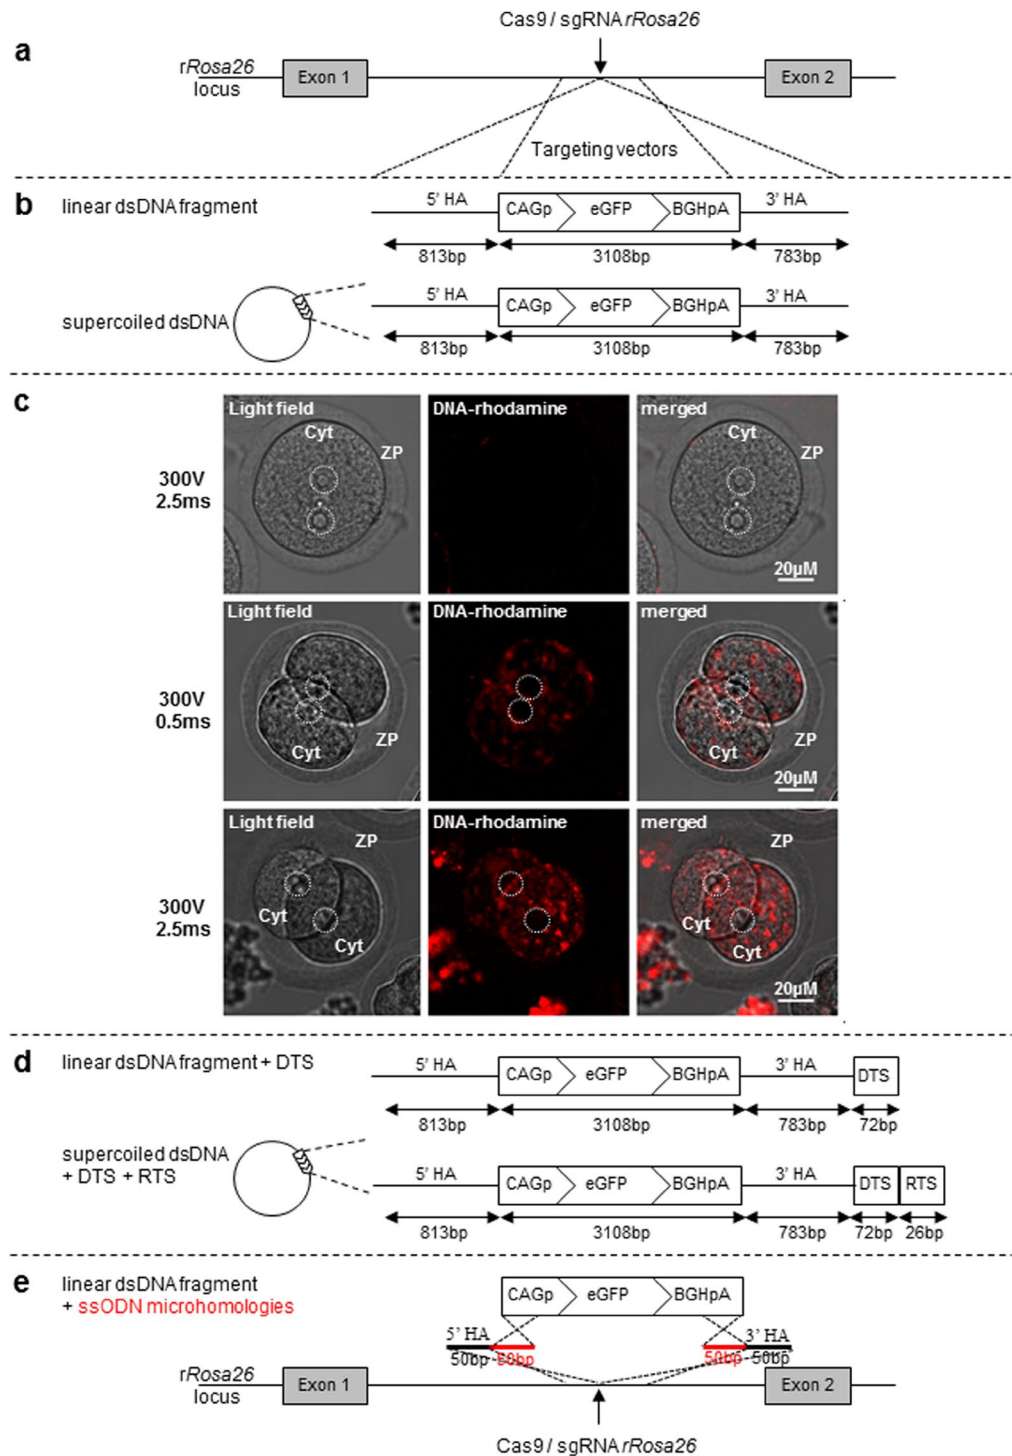 Cas9 / sgRNA rRosa26
a
rRosa26
locus
Exon 1
Exon 2
Targeting vectors
b
linear dsDNA fragment
5' HA
CAGp
eGFP
BGHpA
3' HA
813bp
3108bp
783bp
supercoiled dsDNA
5' HA
CAGp
eGFP
BGHpA
3' HA
813bp
3108bp
783bp
c
Light field
Cyt
ZP
DNA-rhodamine
merged
Cyt
ZP
300V
2.5ms
20µM
Light field
Cyt
ZP
DNA-rhodamine
merged
Cyt
ZP
300V
0.5ms
20µM
Light field
ZP
Cyt
Cyt
DNA-rhodamine
merged
ZP
Cyt
Cyt
300V
2.5ms
20µM
d
linear dsDNA fragment + DTS
5' HA
CAGp
eGFP
BGHpA
3' HA
DTS
813bp
3108bp
783bp
72bp
supercoiled dsDNA
+ DTS + RTS
5' HA
CAGp
eGFP
BGHpA
3' HA
DTS
RTS
813bp
3108bp
783bp
72bp
26bp
e
linear dsDNA fragment
+ ssODN microhomologies
CAGp
eGFP
BGHpA
5' HA
3' HA
50bp
50bp
50bp
50bp
rRosa26
locus
Exon 1
Exon 2
Cas9 / sgRNA rRosa26